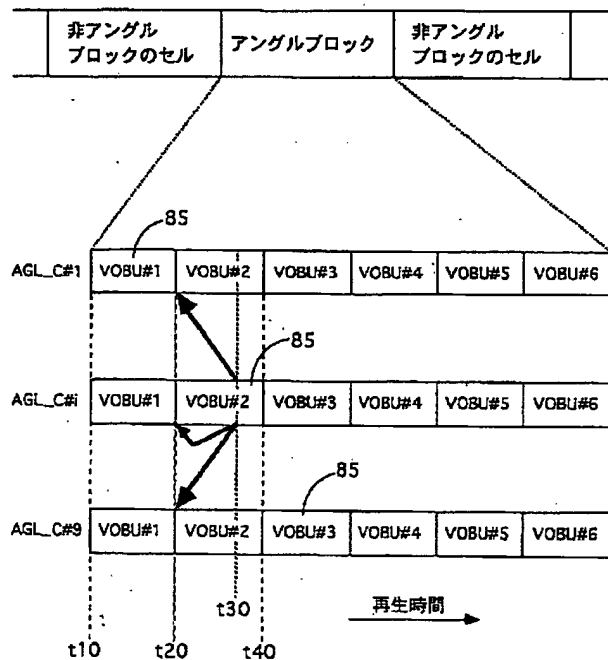 非アングル
ブロックのセル
アングルブロック
非アングル
ブロックのセル
85
AGL_C#1 VOBU#1 VOBU#2 VOBU#3 VOBU#4 VOBU#5 VOBU#6
85
AGL_C#i VOBU#1 VOBU#2 VOBU#3 VOBU#4 VOBU#5 VOBU#6
85
AGL_C#9 VOBU#1 VOBU#2 VOBU#3 VOBU#4 VOBU#5 VOBU#6
t30 再生時間
t10 t20 t40